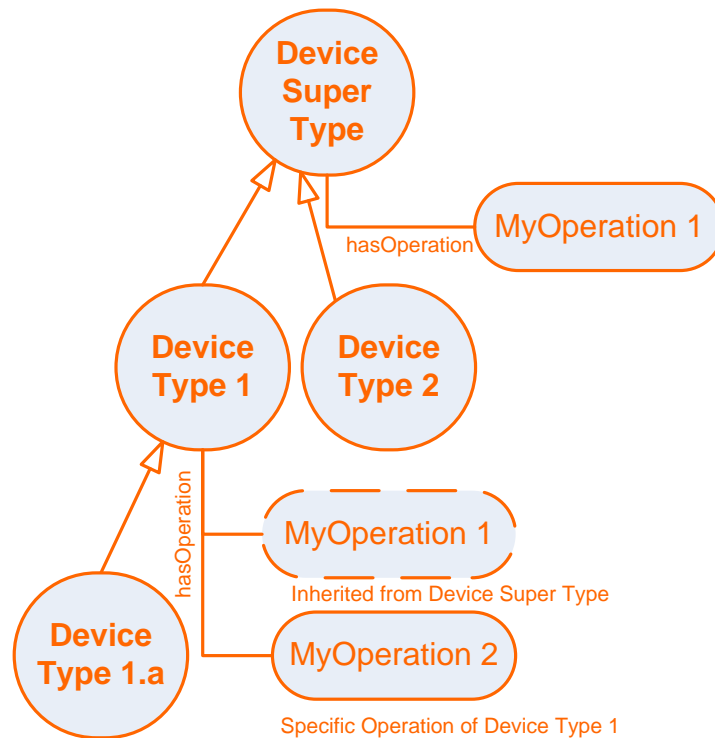 Device
Super
Type
MyOperation 1
hasOperation
Device
Type 1
Device
Type 2
hasOperation
MyOperation 1
Inherited from Device Super Type
Device
Type 1.a
MyOperation 2
Specific Operation of Device Type 1